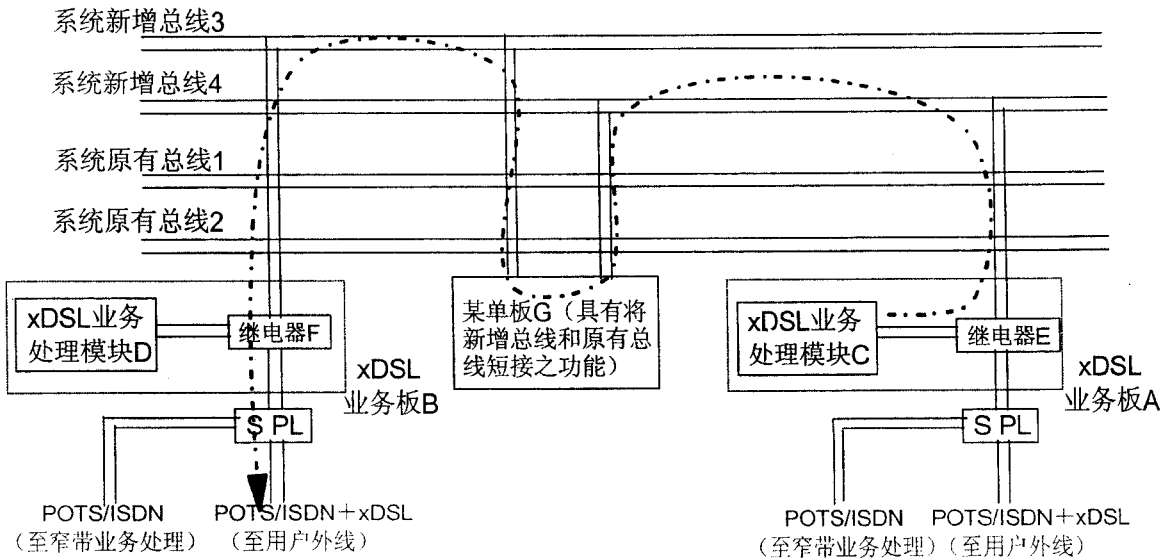 系统新增总线3
系统新增总线4
系统原有总线1
系统原有总线2
xDSL业务
处理模块D
继电器F
xDSL
业务板B
某单板G（具有将
新增总线和原有总
线短接之功能）
xDSL业务
处理模块C
继电器E
xDSL
业务板A
S PL
S PL
POTS/ISDN
（至窄带业务处理）
POTS/ISDN＋xDSL
（至用户外线）
POTS/ISDN
（至窄带业务处理）
POTS/ISDN＋xDSL
（至用户外线）